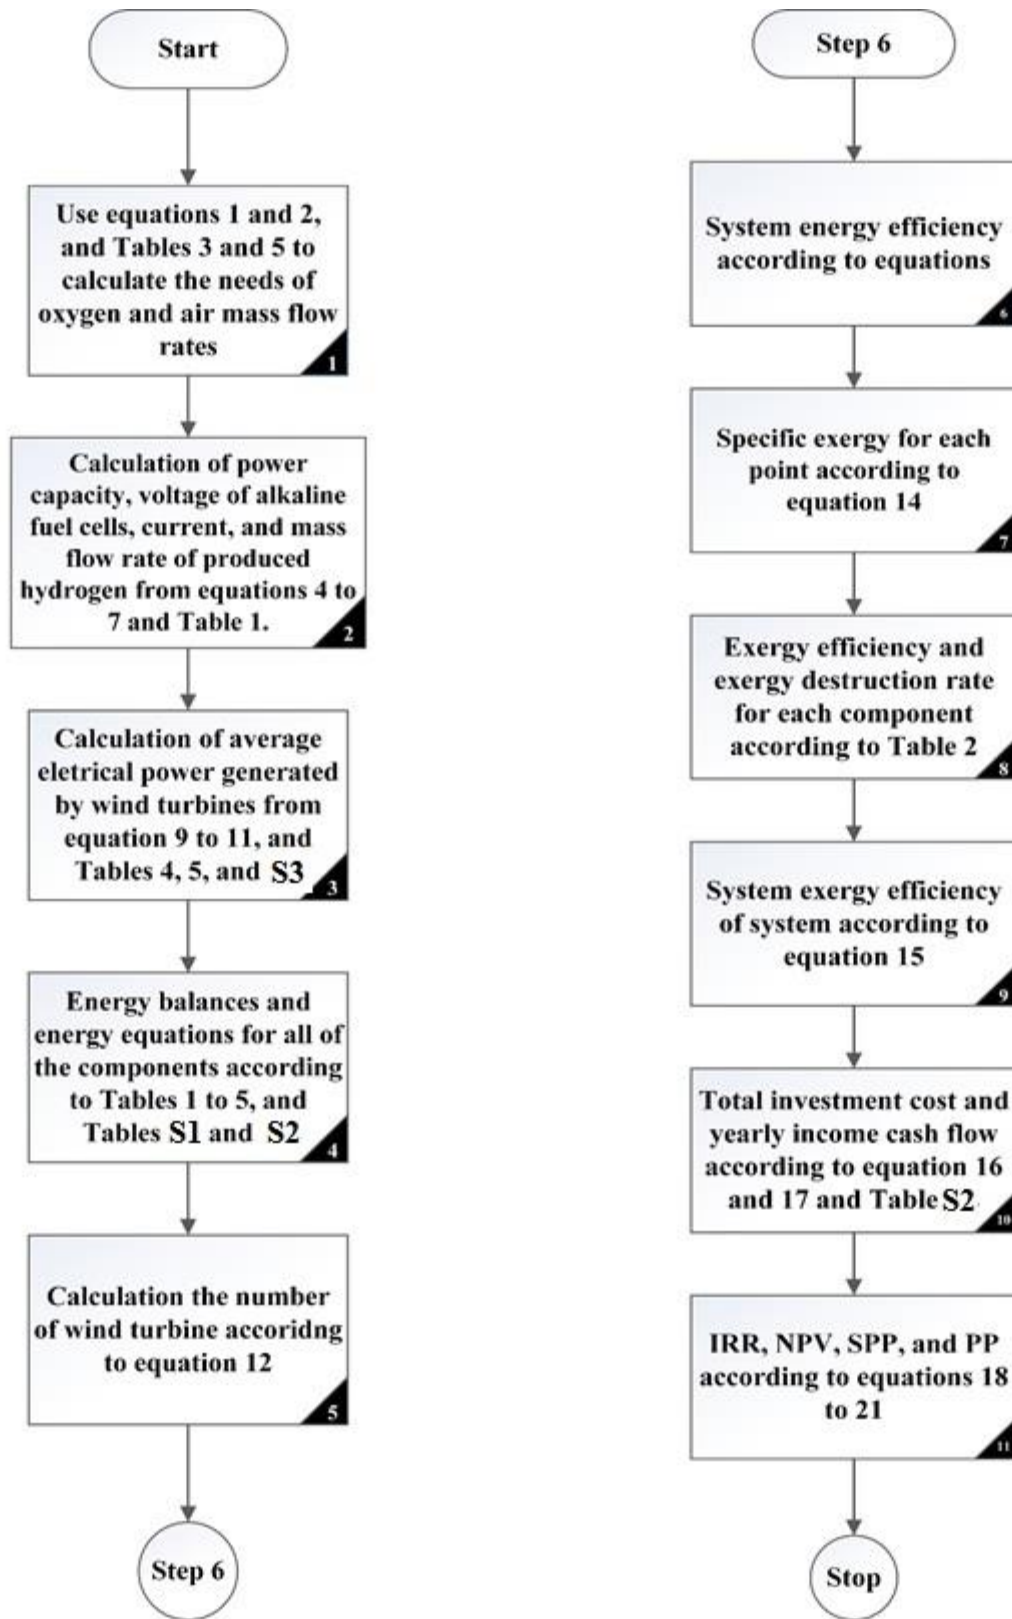 Start
Use equations 1 and 2,
and Tables 3 and 5 to
calculate the needs of
oxygen and air mass flow
rates
1
Calculation of power
capacity, voltage of alkaline
fuel cells, current, and mass
flow rate of produced
hydrogen from equations 4 to
7 and Table 1.
2
Calculation of average
eletrical power generated
by wind turbines from
equation 9 to 11, and
Tables 4, 5, and S3
3
Energy balances and
energy equations for all of
the components according
to Tables 1 to 5, and
Tables S1 and S2
4
Calculation the number
of wind turbine accoridng
to equation 12
5
Step 6
Step 6
System energy efficiency
according to equations
6
Specific exergy for each
point according to
equation 14
7
Exergy efficiency and
exergy destruction rate
for each component
according to Table 2
8
System exergy efficiency
of system according to
equation 15
9
Total investment cost and
yearly income cash flow
according to equation 16
and 17 and Table S2
10
IRR, NPV, SPP, and PP
according to equations 18
to 21
11
Stop